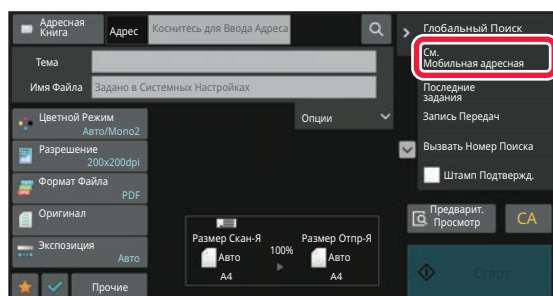 Адресная
Книга
Адрес
Коснитесь для Ввода Адреса
Тема
Имя Файла
Задано в Системных Настройках
Цветной Режим
Авто/Mono2
Разрешение
200x200dpi
Формат Файла
PDF
Оригинал
Экспозиция
Авто
Прочие
Опции
Размер Скан-Я
Авто
A4
100%
Размер Отпр-Я
Авто
A4
Глобальный Поиск
См.
Мобильная адресная
Последние
задания
Запись Передач
Вызвать Номер Поиска
Штамп Подтвержд.
Предварит.
Просмотр
CA
Старт